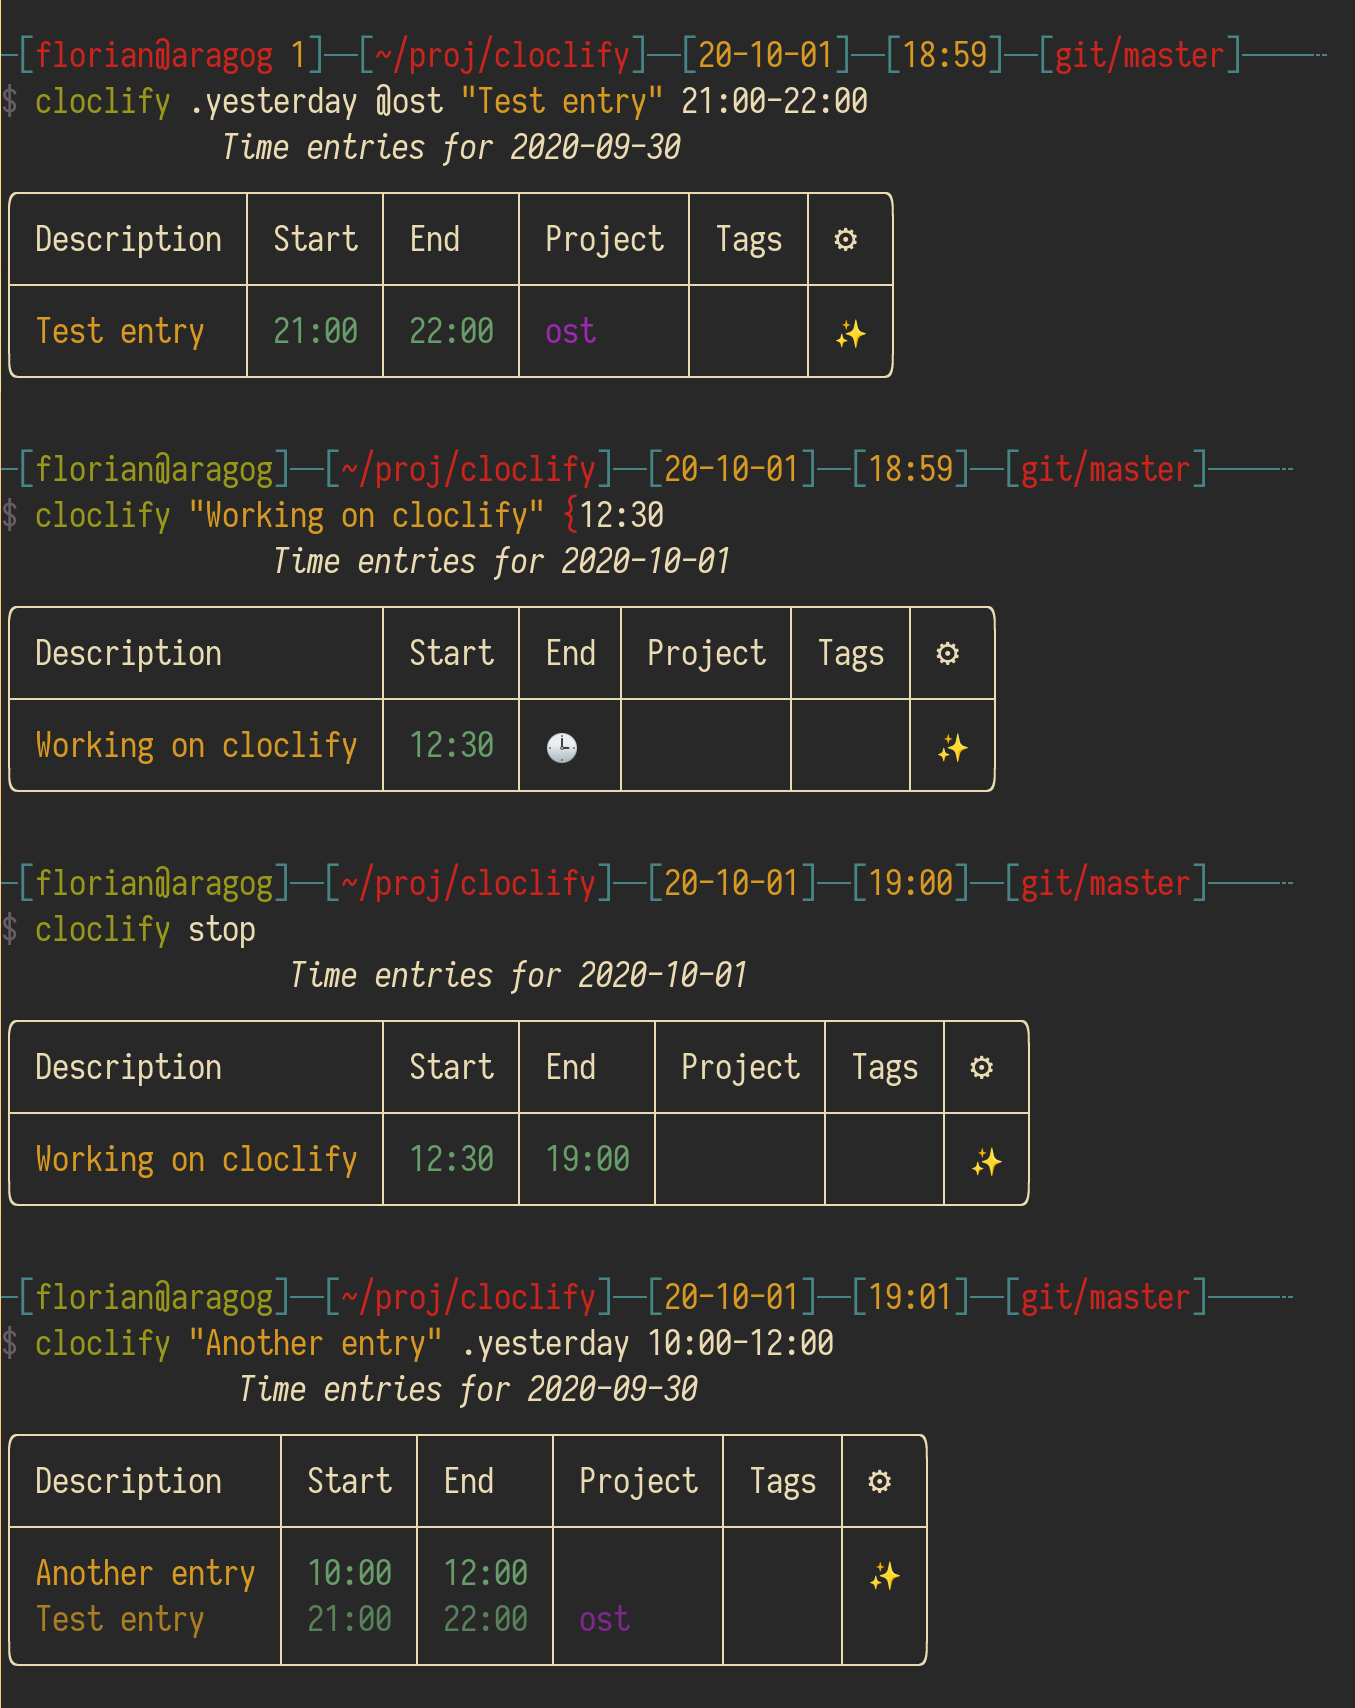 [florian@aragog 1]—[~/proj/cloclify]—[20-10-01]—[18:59]—[git/master]
$ cloclify .yesterday @ost "Test entry" 21:00-22:00
Time entries for 2020-09-30
Description Start End Project Tags ⚙
Test entry 21:00 22:00 ost ✨
[florian@aragog]—[~/proj/cloclify]—[20-10-01]—[18:59]—[git/master]
$ cloclify "Working on cloclify" {12:30
Time entries for 2020-10-01
Description Start End Project Tags ⚙
Working on cloclify 12:30 🕒 ✨
[florian@aragog]—[~/proj/cloclify]—[20-10-01]—[19:00]—[git/master]
$ cloclify stop
Time entries for 2020-10-01
Description Start End Project Tags ⚙
Working on cloclify 12:30 19:00 ✨
[florian@aragog]—[~/proj/cloclify]—[20-10-01]—[19:01]—[git/master]
$ cloclify "Another entry" .yesterday 10:00-12:00
Time entries for 2020-09-30
Description Start End Project Tags ⚙
Another entry 10:00 12:00 ✨
Test entry 21:00 22:00 ost